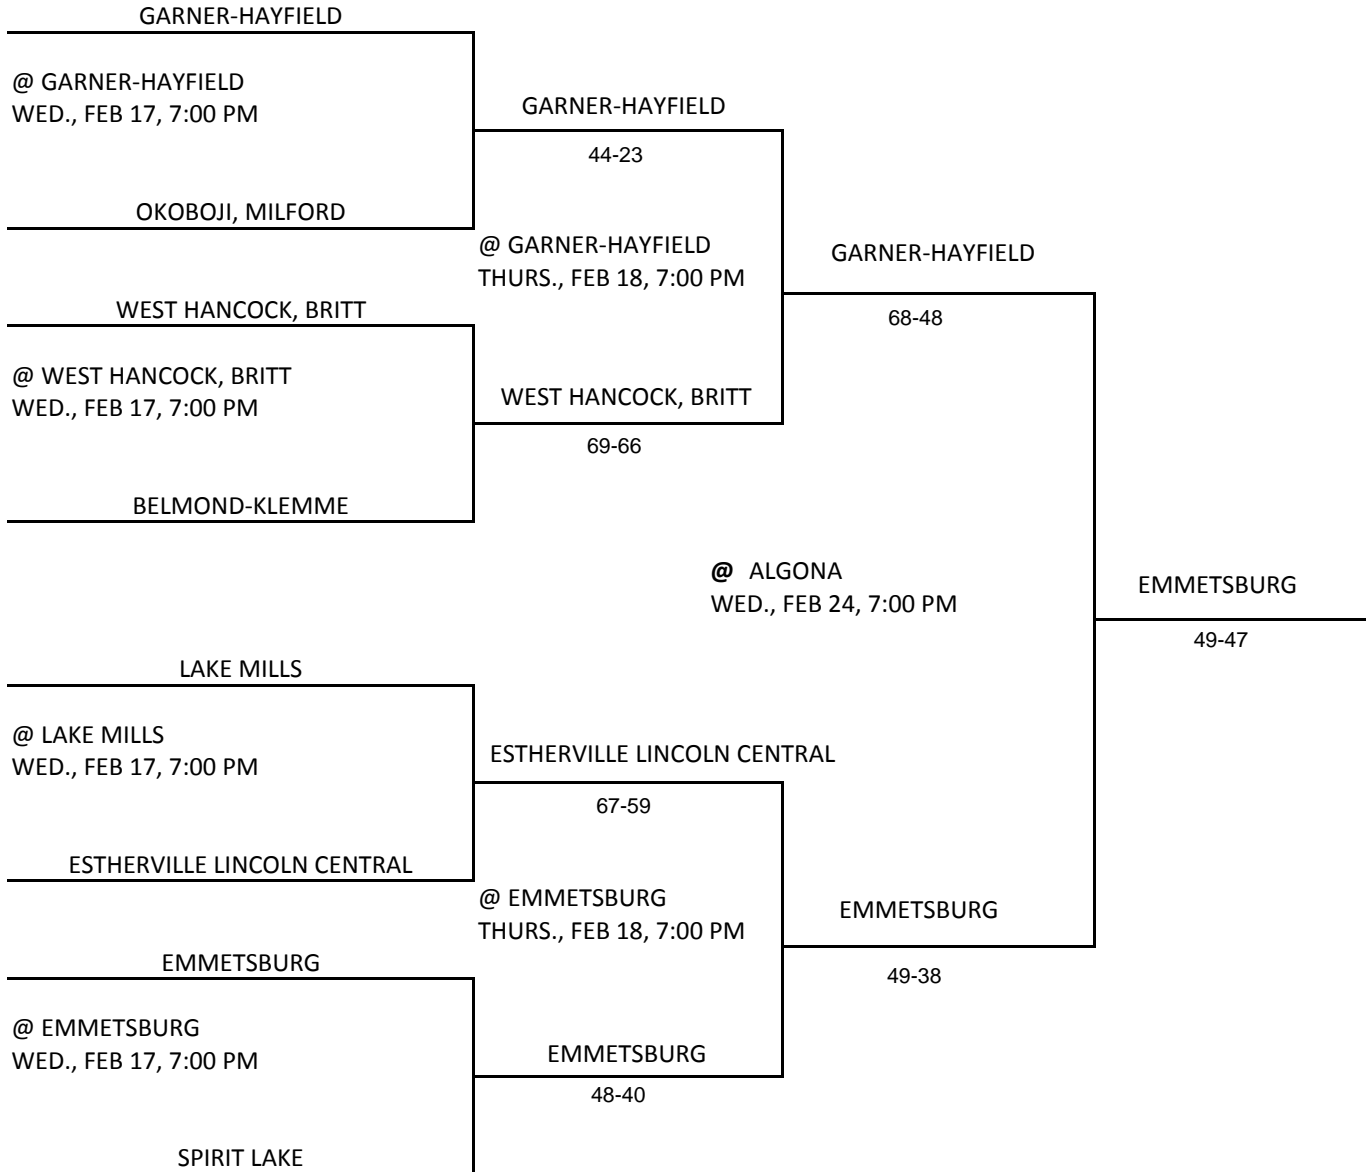 GARNER-HAYFIELD
@ GARNER-HAYFIELD
WED., FEB 17, 7:00 PM
GARNER-HAYFIELD
44-23
OKOBOJI, MILFORD
@ GARNER-HAYFIELD
THURS., FEB 18, 7:00 PM
GARNER-HAYFIELD
68-48
WEST HANCOCK, BRITT
@ WEST HANCOCK, BRITT
WED., FEB 17, 7:00 PM
WEST HANCOCK, BRITT
69-66
BELMOND-KLEMME
@ ALGONA
WED., FEB 24, 7:00 PM
EMMETSBURG
49-47
LAKE MILLS
@ LAKE MILLS
WED., FEB 17, 7:00 PM
ESTHERVILLE LINCOLN CENTRAL
67-59
ESTHERVILLE LINCOLN CENTRAL
@ EMMETSBURG
THURS., FEB 18, 7:00 PM
EMMETSBURG
49-38
EMMETSBURG
@ EMMETSBURG
WED., FEB 17, 7:00 PM
EMMETSBURG
48-40
SPIRIT LAKE